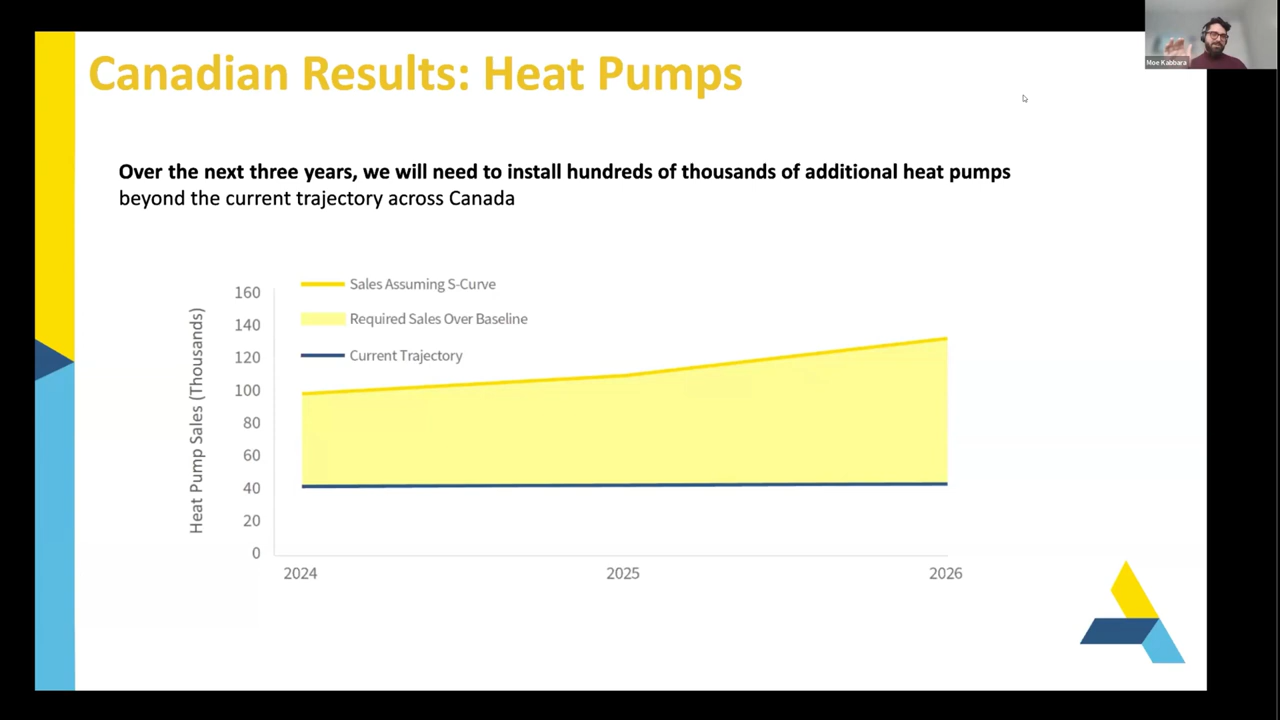 Canadian Results: Heat Pumps
Moe Kabbara
Over the next three years, we will need to install hundreds of thousands of additional heat pumps
beyond the current trajectory across Canada
Sales Assuming S-Curve
Required Sales Over Baseline
Current Trajectory
Heat Pump Sales (Thousands)
160
140
120
100
80
60
40
20
0
2024 2025 2026